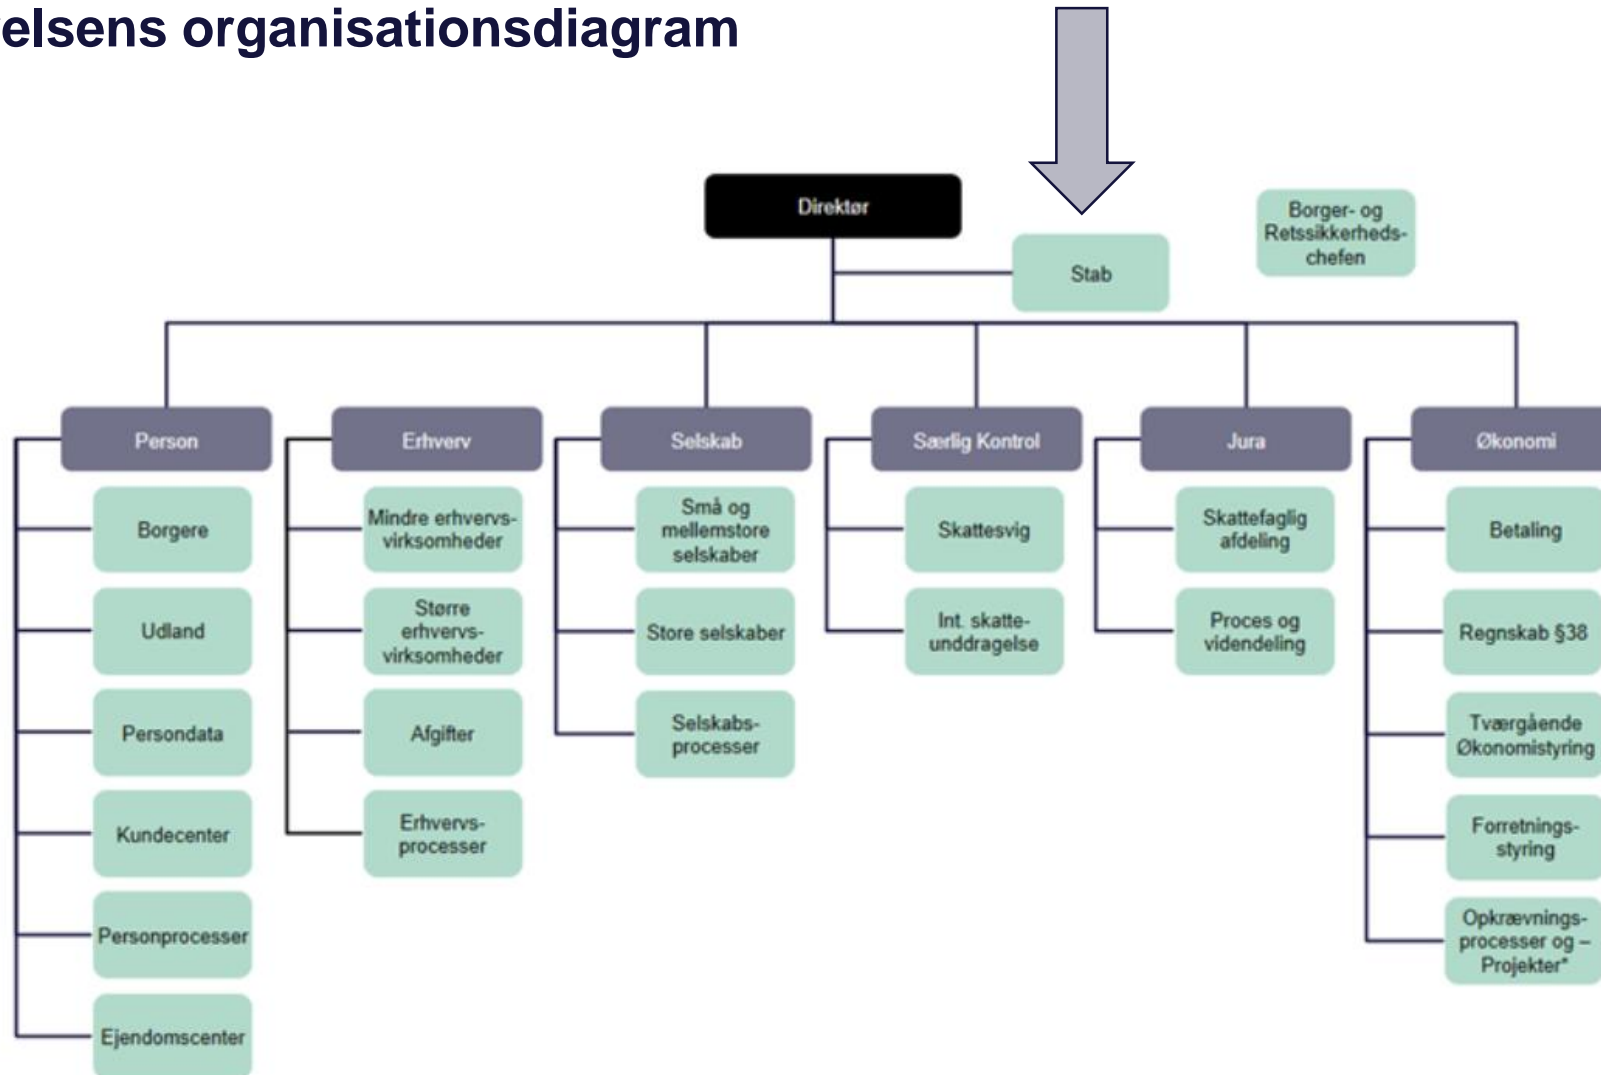 elsens organisationsdiagram
Direktør
Stab
Borger- og
Retssikkerheds-
chefen
Person
Borgere
Udland
Persondata
Kundecenter
Personprocesser
Ejendomscenter
Erhverv
Mindre erhvervs-
virksomheder
Større
erhvervs-
virksomheder
Afgifter
Erhvervs-
processer
Selskab
Små og
mellemstore
selskaber
Store selskaber
Selskabs-
processer
Særlig Kontrol
Skattesvig
Int. skatte-
unddragelse
Jura
Skattefaglig
afdeling
Proces og
videndeling
Økonomi
Betaling
Regnskab §38
Tværgående
Økonomistyring
Forretnings-
styring
Opkrævnings-
processer og –
Projekter*